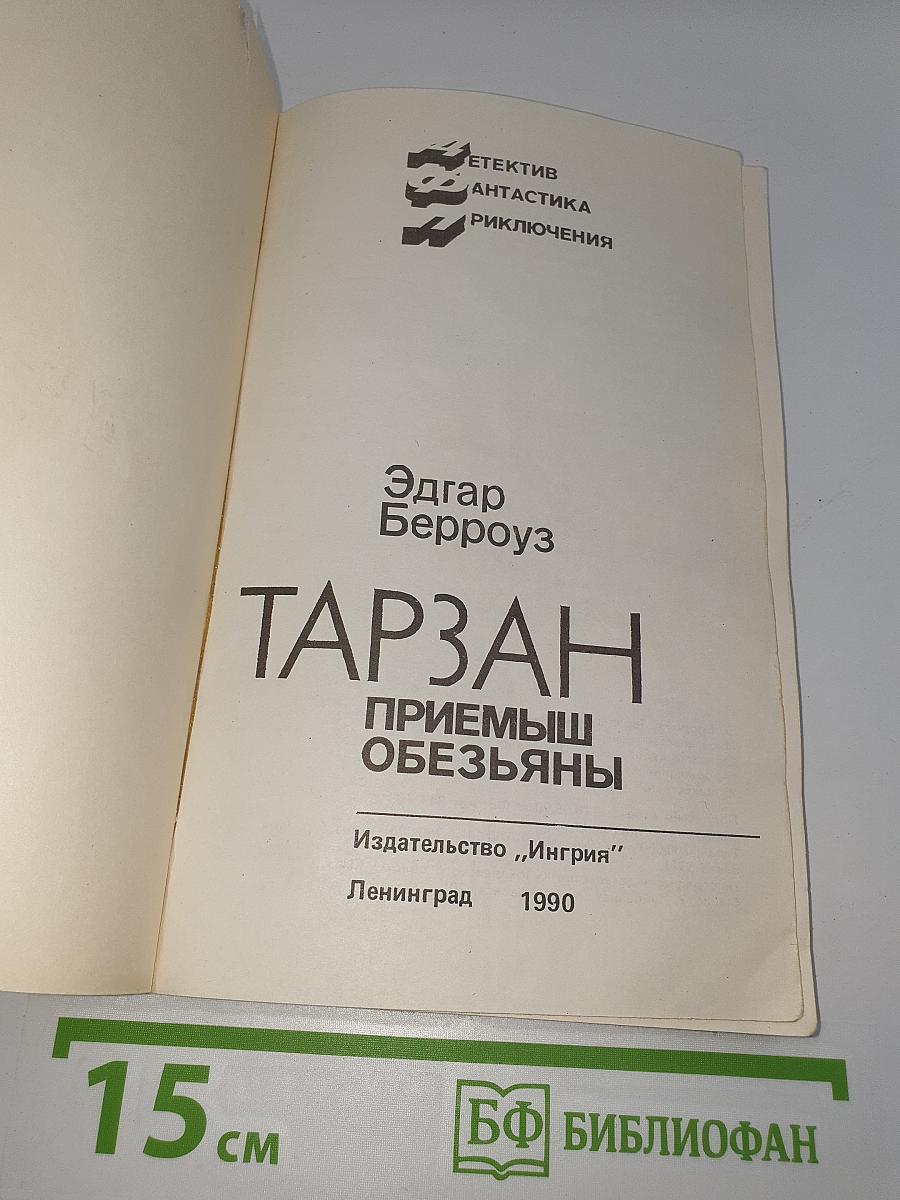 ДЕТЕКТИВ
ФАНТАСТИКА
ПРИКЛЮЧЕНИЯ
Эдгар
Берроуз
ТАРЗАН
ПРИЕМЫШ
ОБЕЗЬЯНЫ
Издательство „Ингрия”
Ленинград 1990
15 см
БФ БИБЛИОФАН